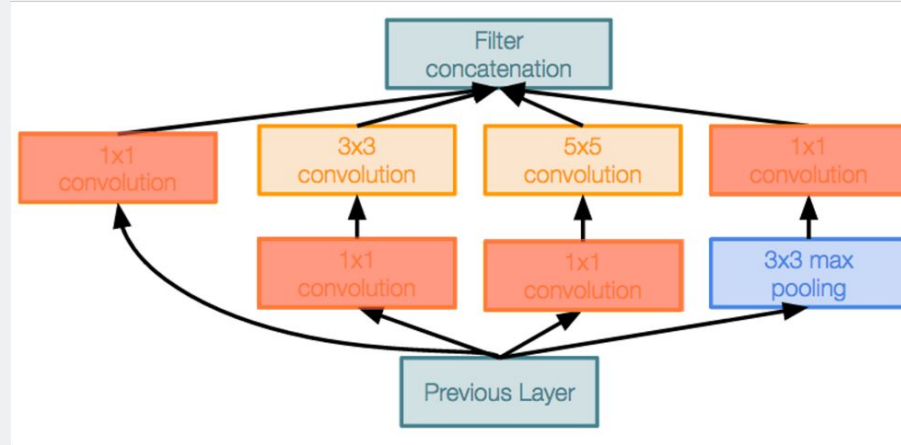 Filter
concatenation
1x1
convolution
3x3
convolution
5x5
convolution
1x1
convolution
1x1
convolution
1x1
convolution
3x3 max
pooling
Previous Layer